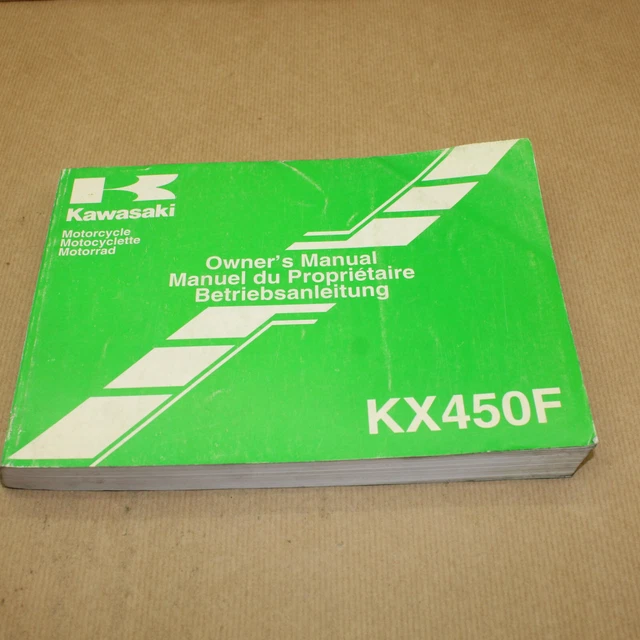 K
Kawasaki
Motorcycle
Motocyclette
Motorrad
Owner's Manual
Manuel du Propriétaire
Betriebsanleitung
KX450F